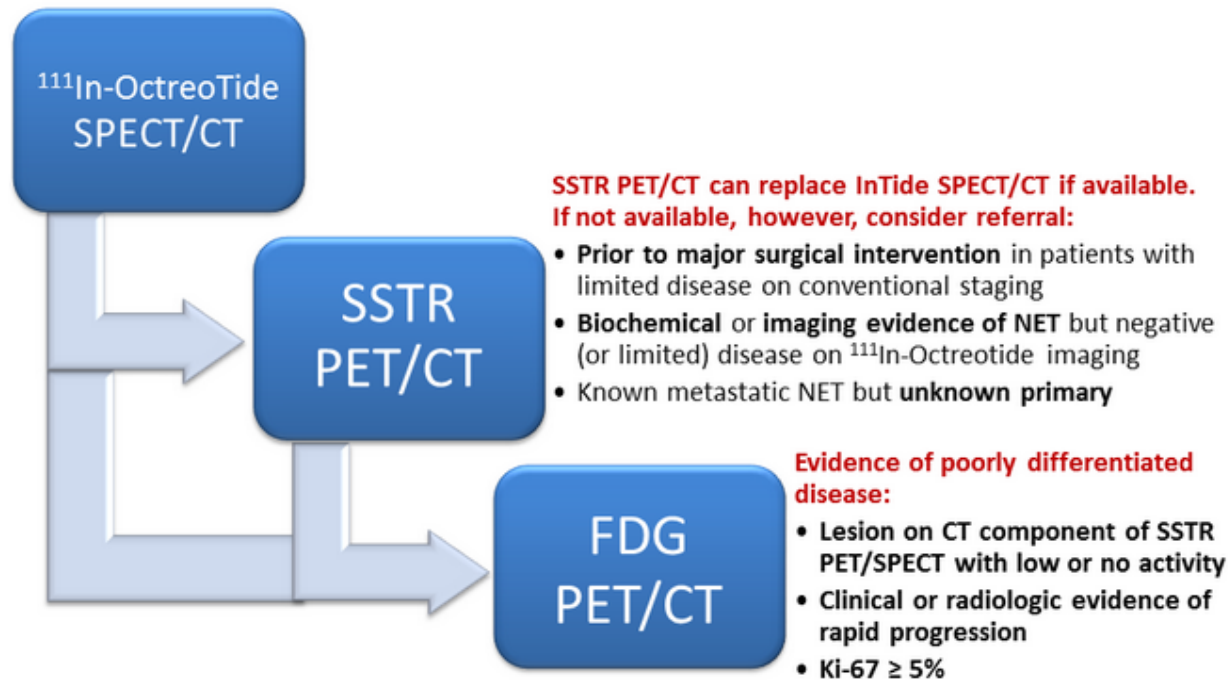 ¹¹¹In-OctreoTide
SPECT/CT
SSTR PET/CT can replace InTide SPECT/CT if available.
If not available, however, consider referral:
• Prior to major surgical intervention in patients with
limited disease on conventional staging
• Biochemical or imaging evidence of NET but negative
(or limited) disease on ¹¹¹In-Octreotide imaging
• Known metastatic NET but unknown primary
SSTR
PET/CT
Evidence of poorly differentiated
disease:
• Lesion on CT component of SSTR
PET/SPECT with low or no activity
• Clinical or radiologic evidence of
rapid progression
• Ki-67 ≥ 5%
FDG
PET/CT